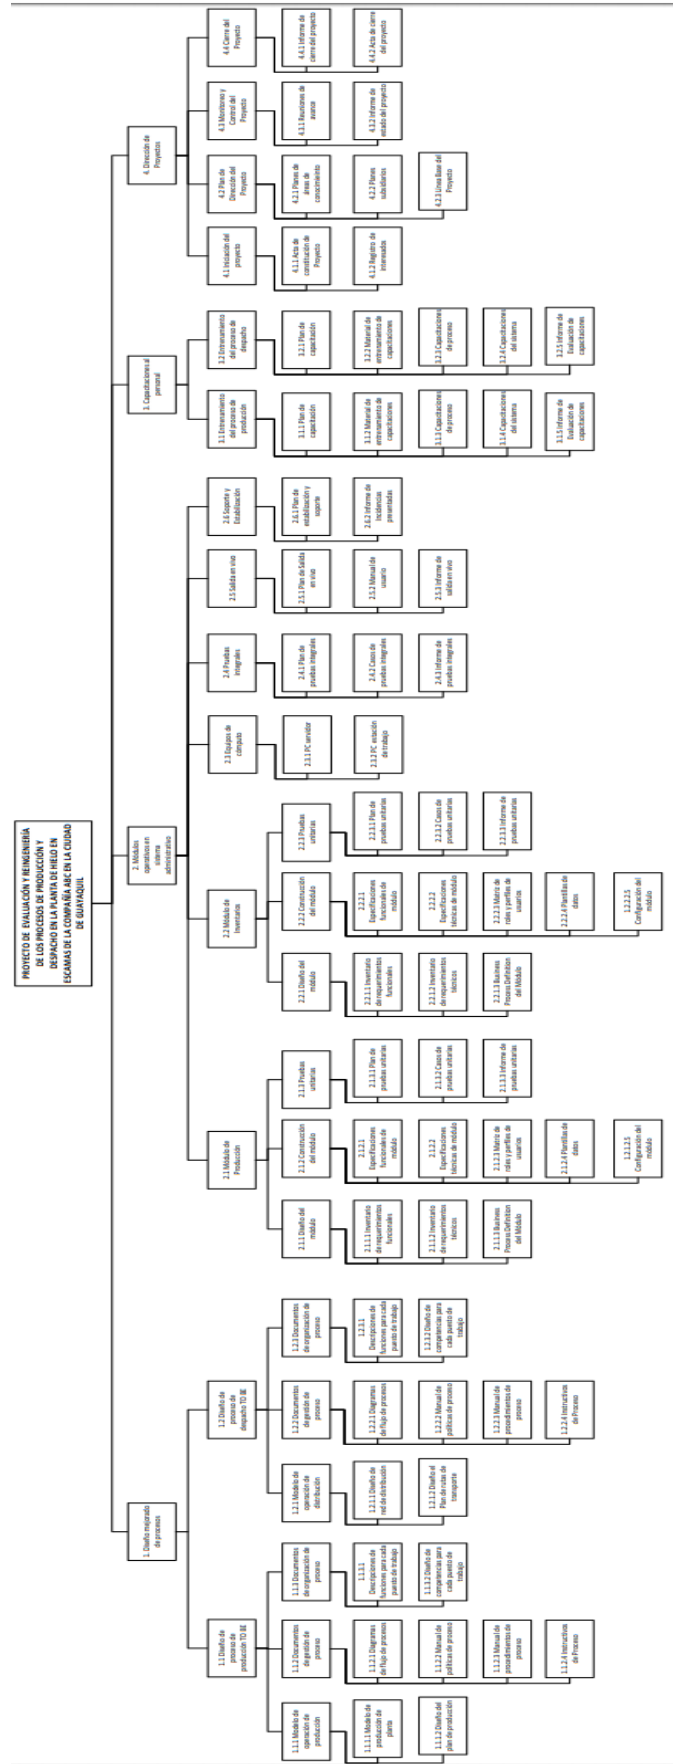 PROYECTO DE EVALUACIÓN Y REINGENIERÍA
DE LOS PROCESOS DE PRODUCCIÓN Y
DESPACHO EN LA PLANTA DE HIELO EN
ESCAMAS DE LA COMPAÑÍA ABC EN LA CIUDAD
DE GUAYAQUIL
1. Diseño mejorado
de procesos
1.1 Diseño de
proceso de
producción TO BE
1.1.1 Modelo de
operación de
producción
1.1.1.1 Modelo de
producción de
planta
1.1.1.2 Diseño del
plan de producción
1.1.2 Documentos
de gestión de
proceso
1.1.2.1 Diagramas
de flujo de procesos
1.1.2.2 Manual de
políticas de proceso
1.1.2.3 Manual de
procedimientos de
proceso
1.1.2.4 Instructivos
de Proceso
1.1.3 Documentos
de organización de
proceso
1.1.3.1
Descripciones de
funciones para cada
puesto de trabajo
1.1.3.2 Diseño de
competencias para
cada puesto de
trabajo
1.2 Diseño de
proceso de
despacho TO BE
1.2.1 Modelo de
operación de
distribución
1.2.1.1 Diseño de
red de distribución
1.2.1.2 Diseño el
Plan de rutas de
transporte
1.2.2 Documentos
de gestión de
proceso
1.2.2.1 Diagramas
de flujo de procesos
1.2.2.2 Manual de
políticas de proceso
1.2.2.3 Manual de
procedimientos de
proceso
1.2.2.4 Instructivos
de Proceso
1.2.3 Documentos
de organización de
proceso
1.2.3.1
Descripciones de
funciones para cada
puesto de trabajo
1.2.3.2 Diseño de
competencias para
cada puesto de
trabajo
2. Módulos
operativos en
sistema
administrativo
2.1 Módulo de
Producción
2.1.1 Diseño del
módulo
2.1.1.1 Inventario
de requerimientos
funcionales
2.1.1.2 Inventario
de requerimientos
técnicos
2.1.1.3 Business
Process Definition
del Módulo
2.1.2 Construcción
del módulo
2.1.2.1
Especificaciones
funcionales de
módulo
2.1.2.2
Especificaciones
técnicas de módulo
2.1.2.3 Matriz de
roles y perfiles de
usuarios
2.1.2.4 Plantillas de
datos
1.2.1.2.5
Configuración del
módulo
2.1.3 Pruebas
unitarias
2.1.3.1 Plan de
pruebas unitarias
2.1.3.2 Casos de
pruebas unitarias
2.1.3.3 Informe de
pruebas unitarias
2.2 Módulo de
Inventarios
2.2.1 Diseño del
módulo
2.2.1.1 Inventario
de requerimientos
funcionales
2.2.1.2 Inventario
de requerimientos
técnicos
2.2.1.3 Business
Process Definition
del Módulo
2.2.2 Construcción
del módulo
2.2.2.1
Especificaciones
funcionales de
módulo
2.2.2.2
Especificaciones
técnicas de módulo
2.2.2.3 Matriz de
roles y perfiles de
usuarios
2.2.2.4 Plantillas de
datos
1.2.2.2.5
Configuración del
módulo
2.2.3 Pruebas
unitarias
2.2.3.1 Plan de
pruebas unitarias
2.2.3.2 Casos de
pruebas unitarias
2.2.3.3 Informe de
pruebas unitarias
2.3 Equipos de
cómputo
2.3.1 PC servidor
2.3.2 PC estación
de trabajo
2.4 Pruebas
integrales
2.4.1 Plan de
pruebas integrales
2.4.2 Casos de
pruebas integrales
2.4.3 Informe de
pruebas integrales
2.5 Salida en vivo
2.5.1 Plan de Salida
en vivo
2.5.2 Manual de
usuario
2.5.3 Informe de
salida en vivo
2.6 Soporte y
Estabilización
2.6.1 Plan de
estabilización y
soporte
2.6.2 Informe de
Incidencias
presentadas
3. Capacitaciones al
personal
3.1 Entrenamiento
del proceso de
producción
3.1.1 Plan de
capacitación
3.1.2 Material de
entrenamiento de
capacitaciones
3.1.3 Capacitaciones
de proceso
3.1.4 Capacitaciones
del sistema
3.1.5 Informe de
Evaluación de
capacitaciones
3.2 Entrenamiento
del proceso de
despacho
3.2.1 Plan de
capacitación
3.2.2 Material de
entrenamiento de
capacitaciones
3.2.3 Capacitaciones
de proceso
3.2.4 Capacitaciones
del sistema
3.2.5 Informe de
Evaluación de
capacitaciones
4. Dirección de
Proyectos
4.1 Iniciación del
proyecto
4.1.1 Acta de
constitución de
Proyecto
4.1.2 Registro de
interesados
4.2 Plan de
Dirección del
Proyecto
4.2.1 Planes de
áreas de
conocimiento
4.2.2 Planes
subsidiarios
4.2.3 Línea Base del
Proyecto
4.3 Monitoreo y
Control del
Proyecto
4.3.1 Reuniones de
avance
4.3.2 Informe de
estado del proyecto
4.4 Cierre del
Proyecto
4.4.1 Informe de
cierre del proyecto
4.4.2 Acta de cierre
del proyecto